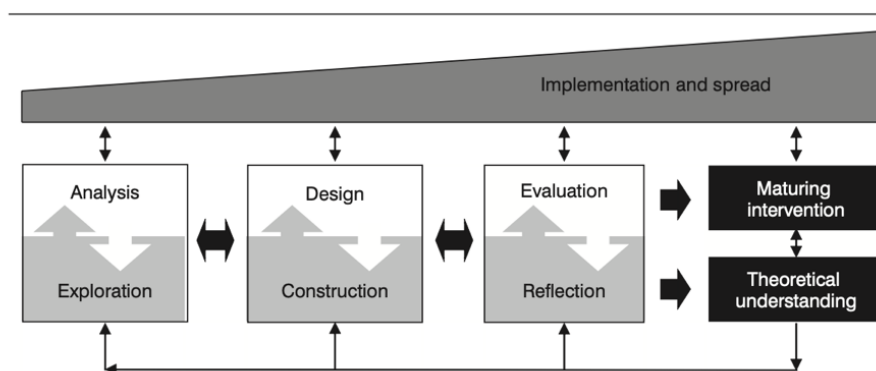 Implementation and spread
Analysis
Exploration
Design
Construction
Evaluation
Reflection
Maturing
intervention
Theoretical
understanding